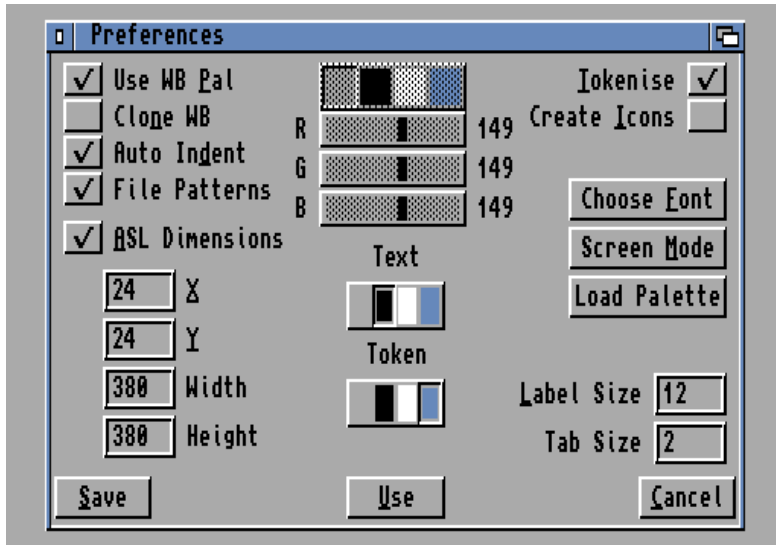 Preferences
Use WB Pal
Clone WB
Auto Indent
File Patterns
ASL Dimensions
24 X
24 Y
380 Width
380 Height
R 149
G 149
B 149
Text
Token
Tokenise
Create Icons
Choose Font
Screen Mode
Load Palette
Label Size 12
Tab Size 2
Save
Use
Cancel